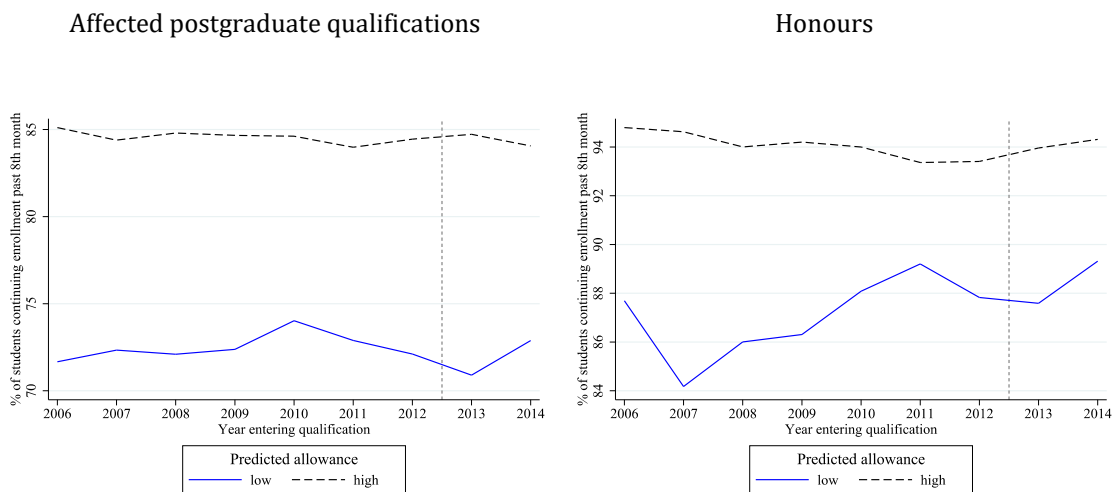 Affected postgraduate qualifications
% of students continuing enrollment past 8th month
85
80
75
70
2006 2007 2008 2009 2010 2011 2012 2013 2014
Year entering qualification
Predicted allowance
low high
Honours
% of students continuing enrollment past 8th month
94
92
90
88
86
84
2006 2007 2008 2009 2010 2011 2012 2013 2014
Year entering qualification
Predicted allowance
low high